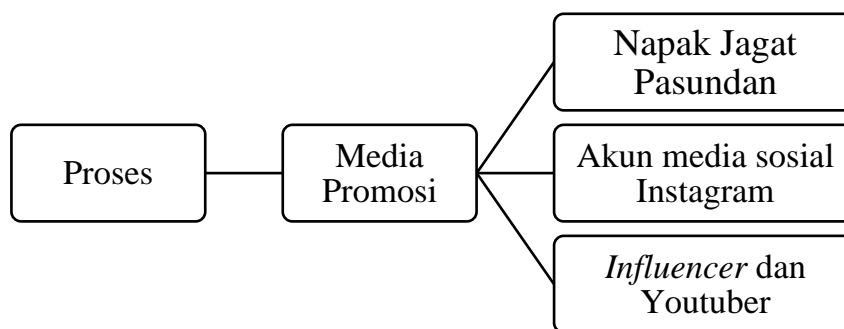 Proses
Media
Promosi
Napak Jagat
Pasundan
Akun media sosial
Instagram
Influencer dan
Youtuber